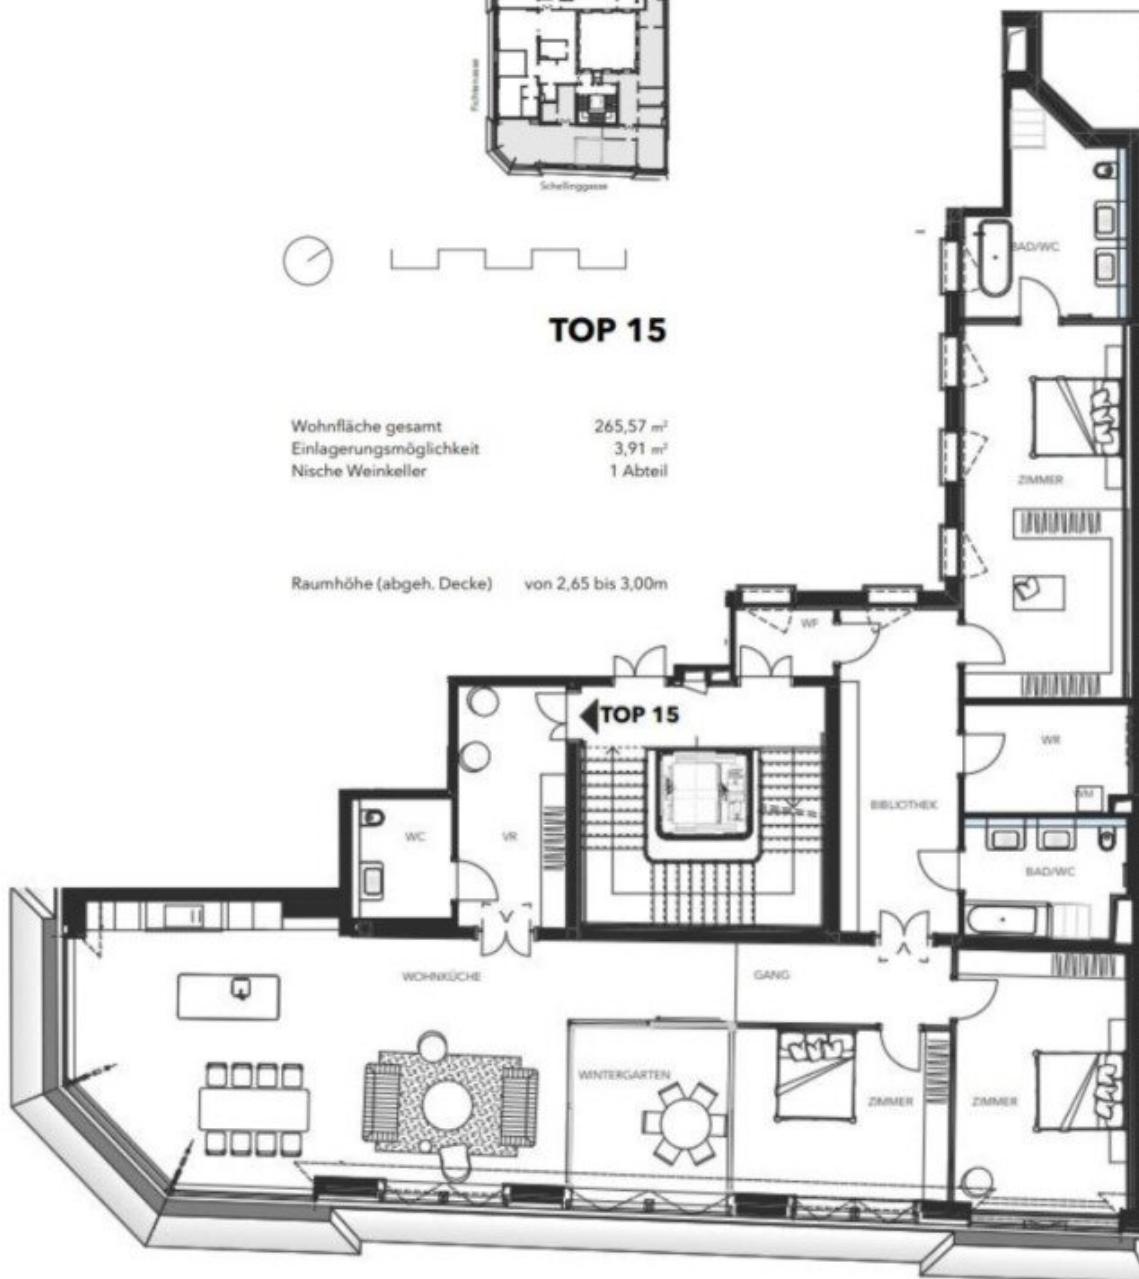 Fichtegasse
Schellinggasse
TOP 15
Wohnfläche gesamt 265,57 m²
Einlagerungsmöglichkeit 3,91 m²
Nische Weinkeller 1 Abteil
Raumhöhe (abgeh. Decke) von 2,65 bis 3,00m
BAD/WC
ZIMMER
WF
TOP 15
WR
WM
BIBLIOTHEK
WC
VR
BAD/WC
WOHNKÜCHE
GANG
WINTERGARTEN
ZIMMER
ZIMMER